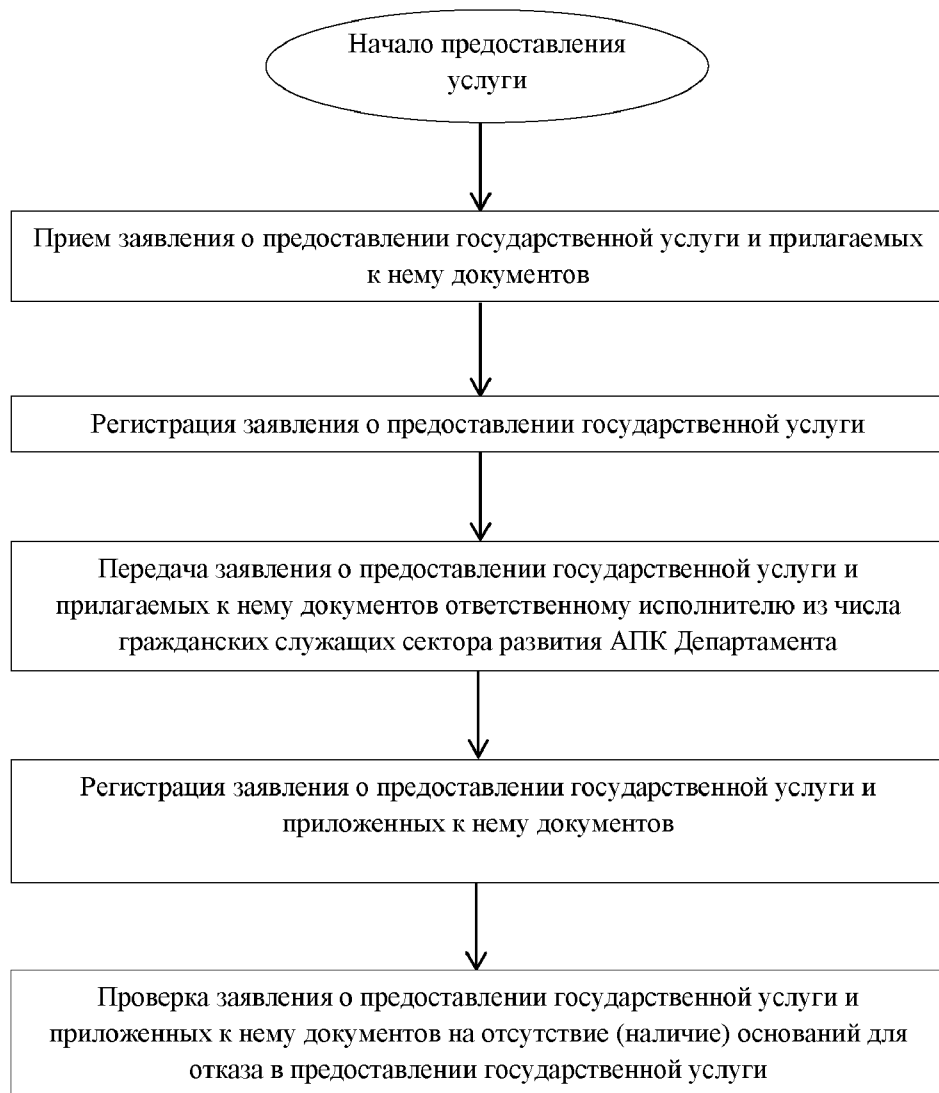 Начало предоставления
услуги
Прием заявления о предоставлении государственной услуги и прилагаемых
к нему документов
Регистрация заявления о предоставлении государственной услуги
Передача заявления о предоставлении государственной услуги и
прилагаемых к нему документов ответственному исполнителю из числа
гражданских служащих сектора развития АПК Департамента
Регистрация заявления о предоставлении государственной услуги и
приложенных к нему документов
Проверка заявления о предоставлении государственной услуги и
приложенных к нему документов на отсутствие (наличие) оснований для
отказа в предоставлении государственной услуги